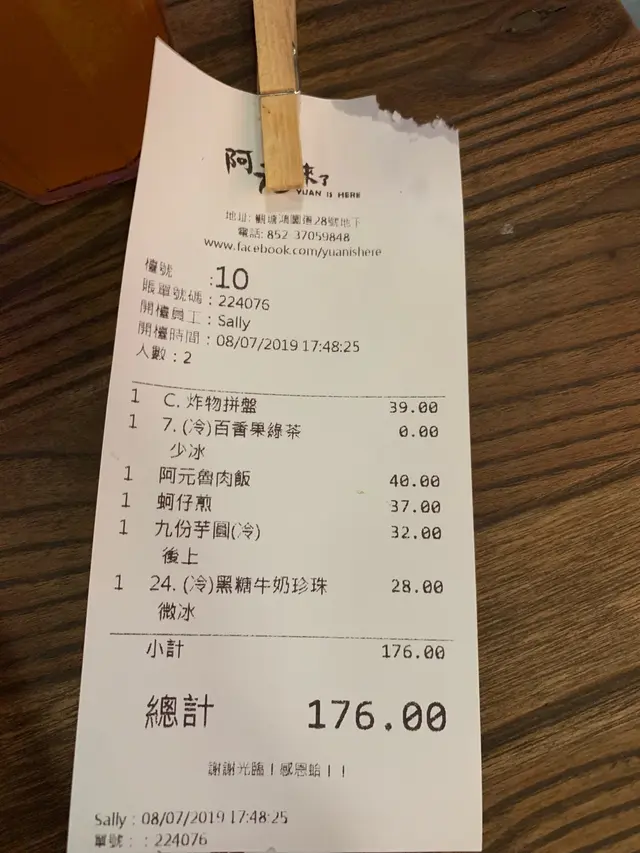 阿元來了
YUAN IS HERE
地址: 觀塘鴻圖道28號地下
電話: 852 37059848
www.facebook.com/yuanishere
檯號 :10
賬單號碼 : 224076
開檯員工 : Sally
開檯時間 : 08/07/2019 17:48:25
人數 : 2
1 C. 炸物拼盤 39.00
1 7. (冷)百香果綠茶 0.00
少冰
1 阿元魯肉飯 40.00
1 蚵仔煎 37.00
1 九份芋圓(冷) 32.00
後上
1 24. (冷)黑糖牛奶珍珠 28.00
微冰
小計 176.00
總計 176.00
謝謝光臨！感恩蛤！！
Sally : 08/07/2019 17:48:25
單號 : : 224076